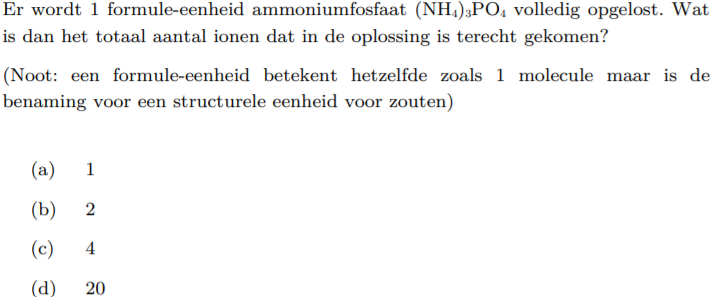 Er wordt 1 formule-eenheid ammoniumfosfaat (NH₄)₃PO₄ volledig opgelost. Wat
is dan het totaal aantal ionen dat in de oplossing is terecht gekomen?
(Noot: een formule-eenheid betekent hetzelfde zoals 1 molecule maar is de
benaming voor een structurele eenheid voor zouten)
(a) 1
(b) 2
(c) 4
(d) 20